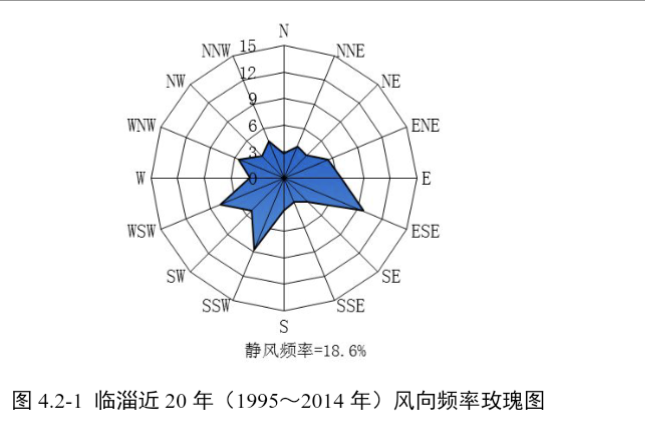 N
NNW 15 NNE
NW 12 NE
9
WNW 6 ENE
3
W 0 E
WSW ESE
SW SE
SSW SSE
S
静风频率=18.6%
图 4.2-1 临淄近 20 年（1995～2014 年）风向频率玫瑰图